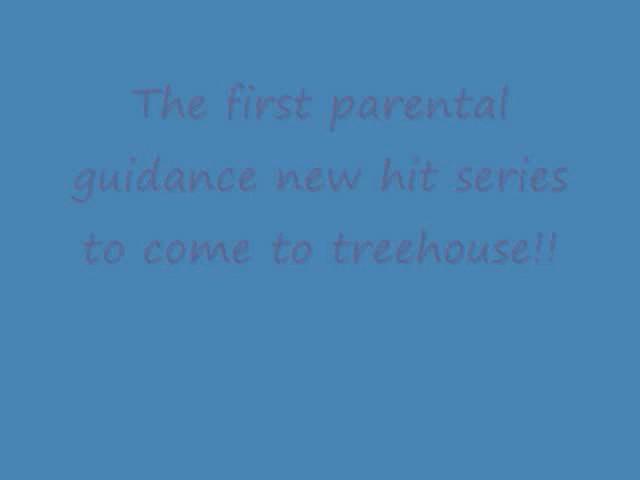 The first parental
guidance new hit series
to come to treehouse!!